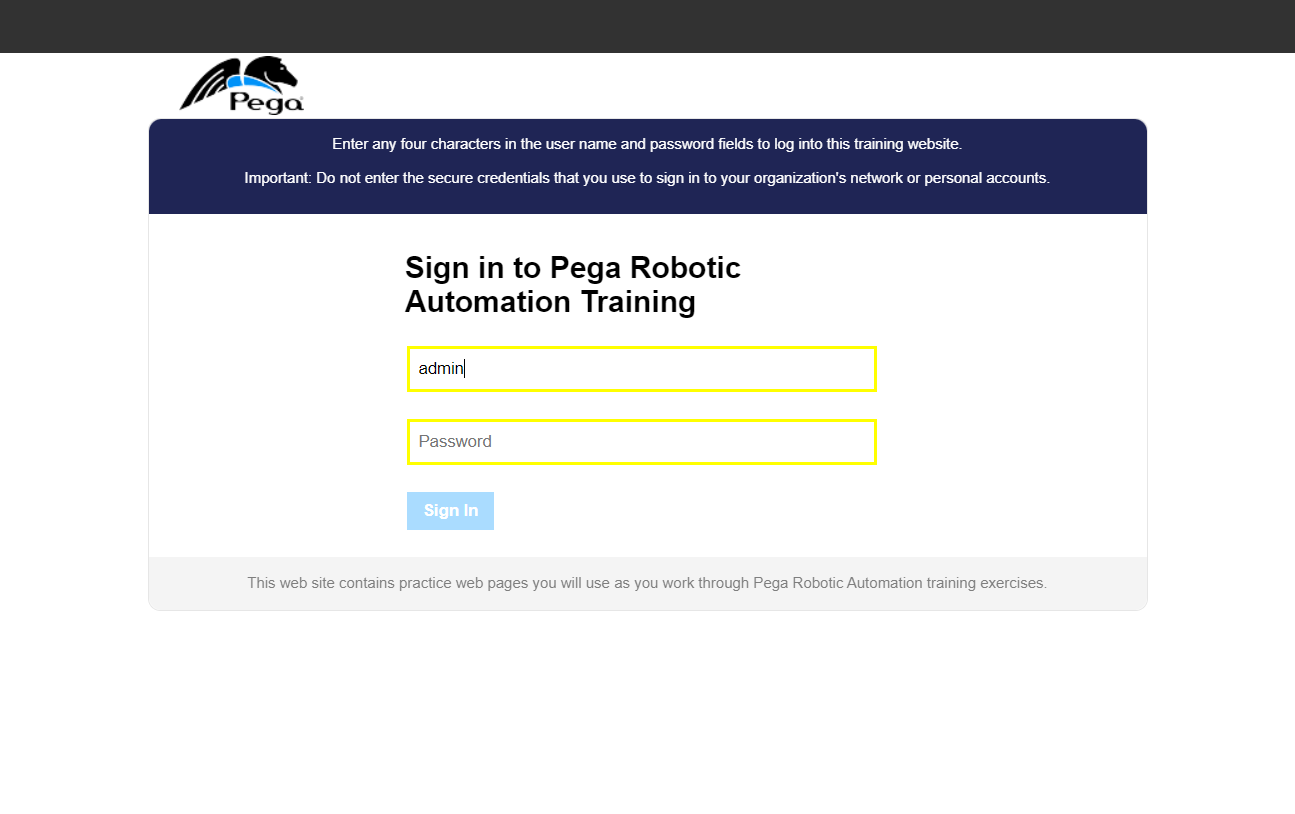 Pega
Enter any four characters in the user name and password fields to log into this training website.
Important: Do not enter the secure credentials that you use to sign in to your organization's network or personal accounts.
Sign in to Pega Robotic
Automation Training
admin
Password
Sign In
This web site contains practice web pages you will use as you work through Pega Robotic Automation training exercises.